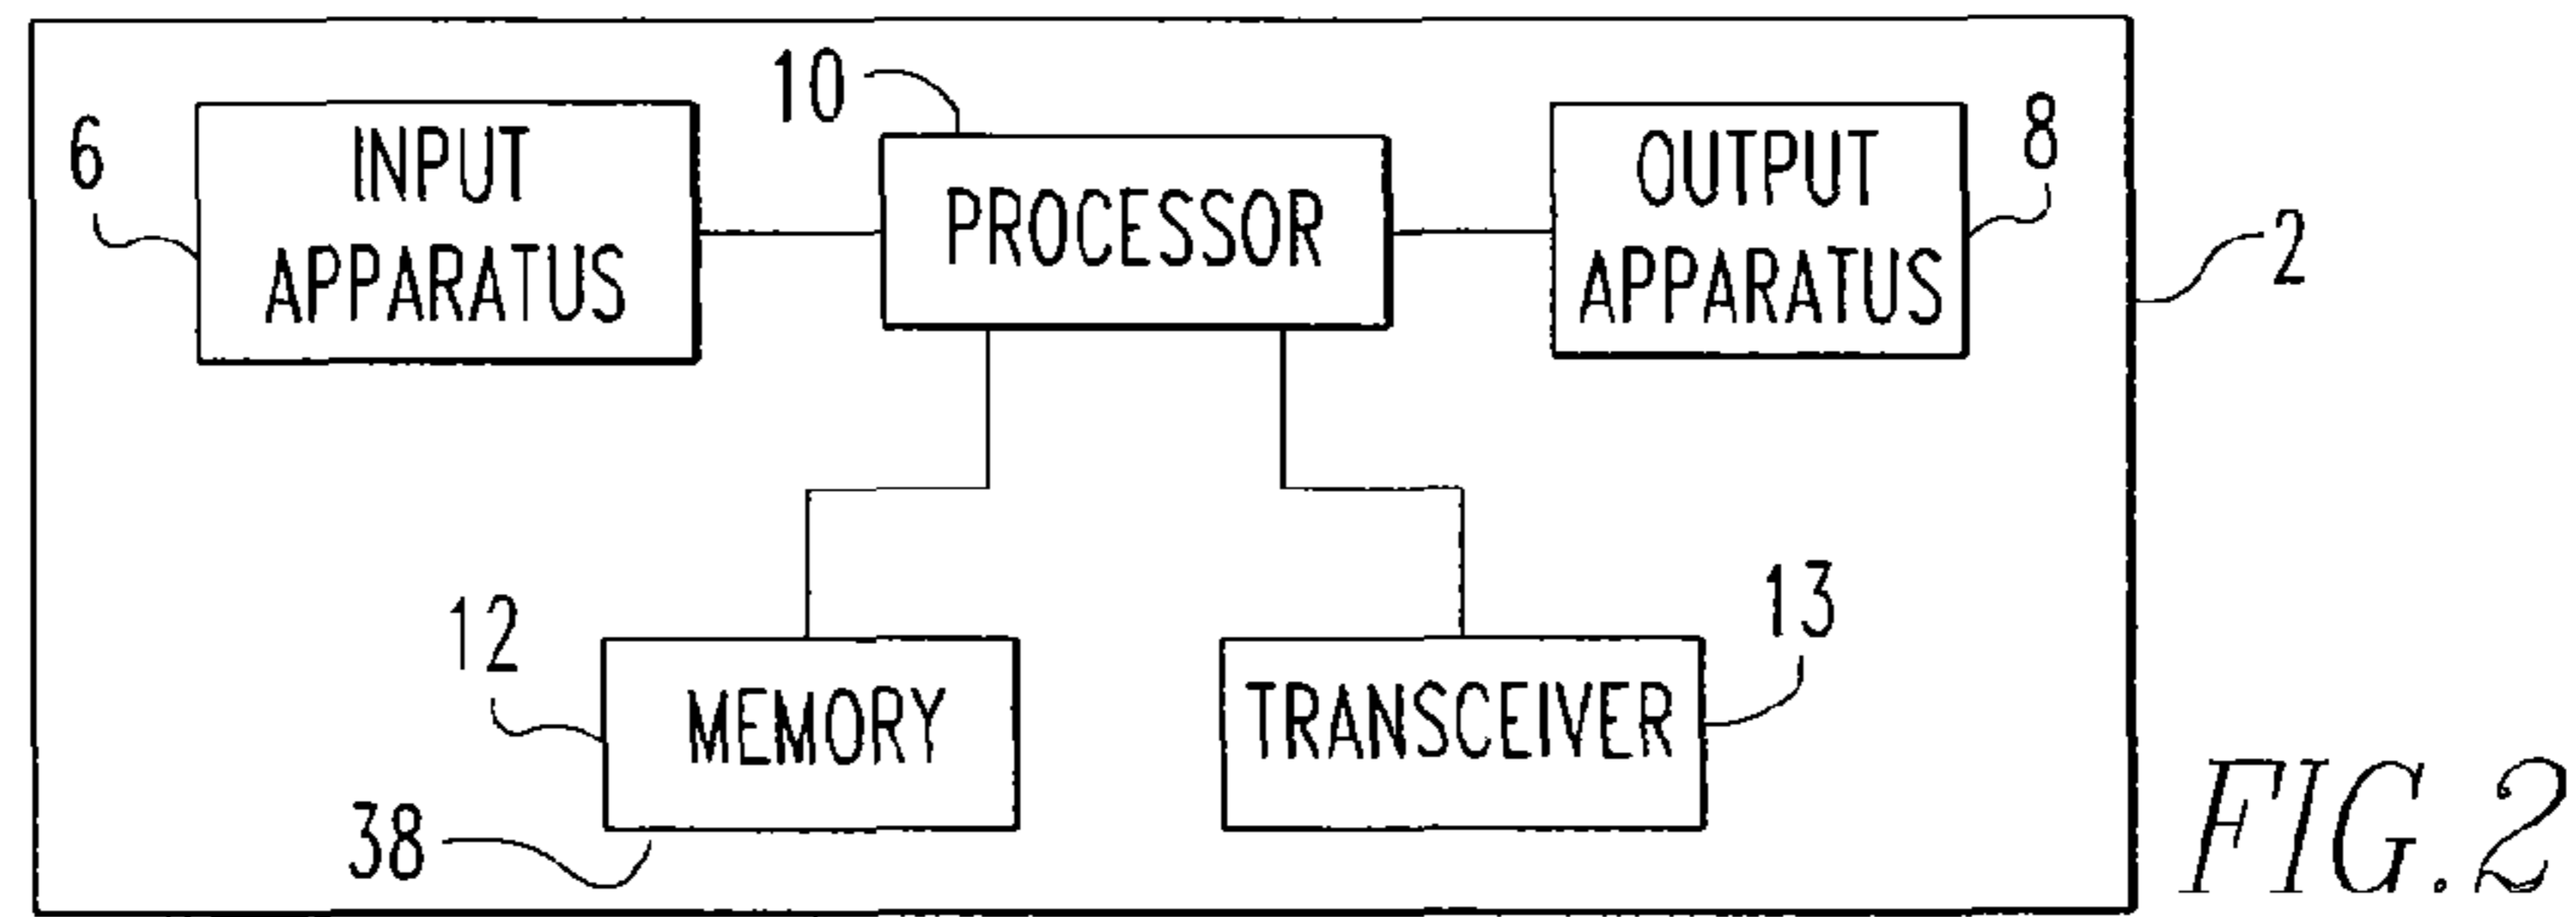 10
6
INPUT
APPARATUS
PROCESSOR
OUTPUT
APPARATUS
8
2
12
MEMORY
38
TRANSCEIVER
13
FIG.2